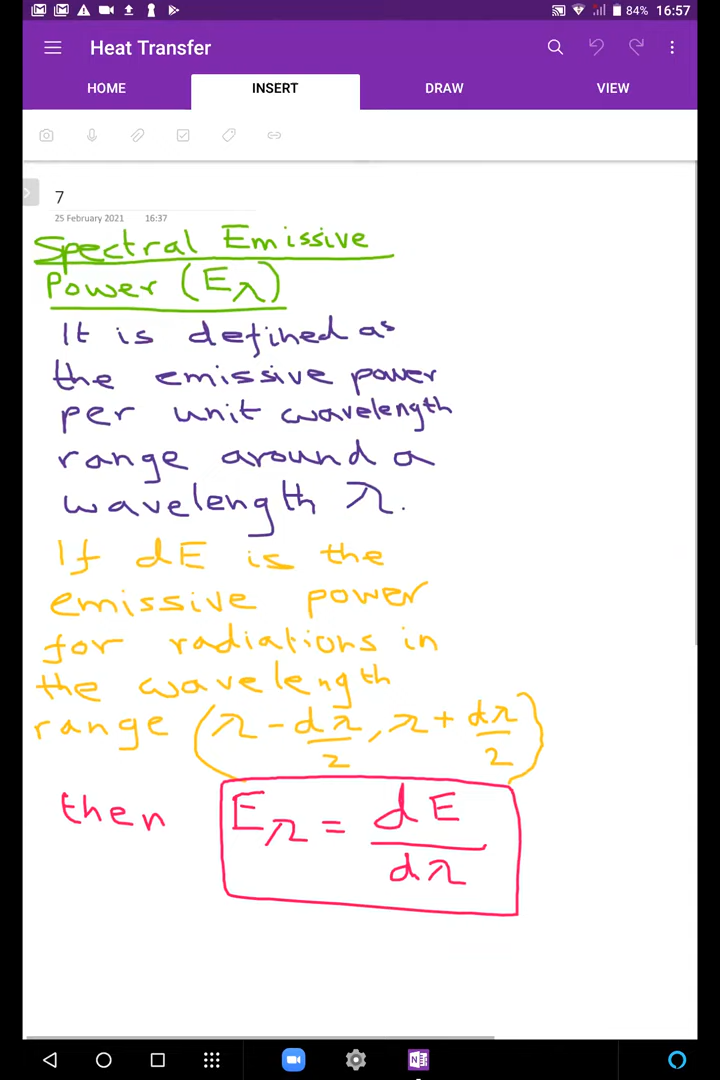 84% 16:57
Heat Transfer
HOME INSERT DRAW VIEW
7
25 February 2021 16:37
Spectral Emissive
Power (Eλ)
It is defined as
the emissive power
per unit wavelength
range around a
wavelength λ.
If dE is the
emissive power
for radiations in
the wavelength
range (λ - dλ/2, λ + dλ/2)
then Eλ = dE/dλ